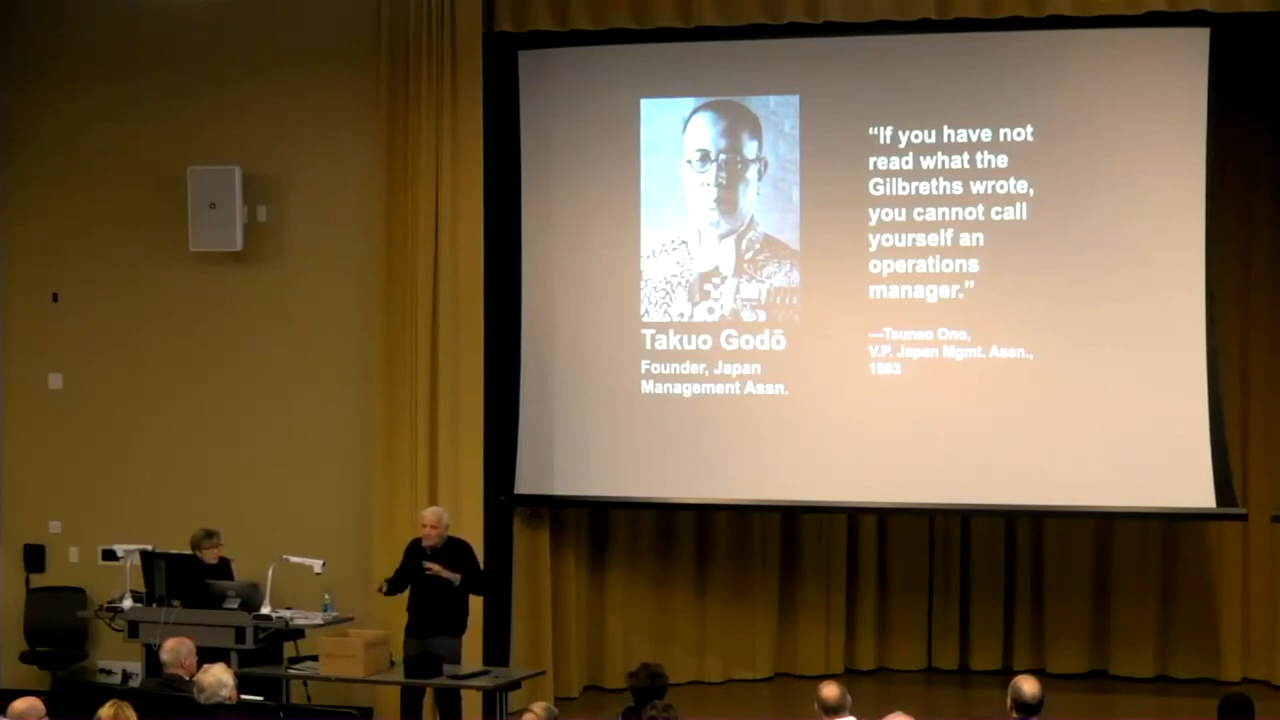 Takuo Godō
Founder, Japan
Management Assn.
“If you have not
read what the
Gilbreths wrote,
you cannot call
yourself an
operations
manager.”
—Tsuneo Ono,
V.P. Japan Mgmt. Assn.,
1983